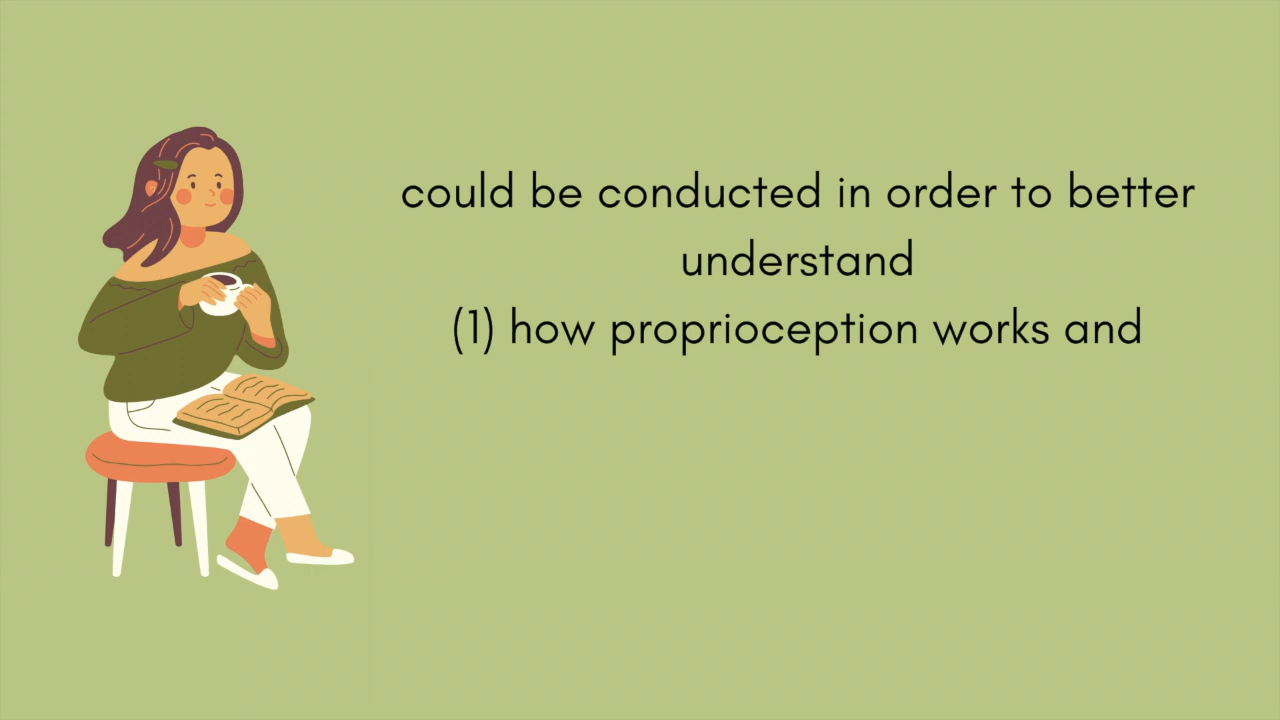 could be conducted in order to better
understand
(1) how proprioception works and